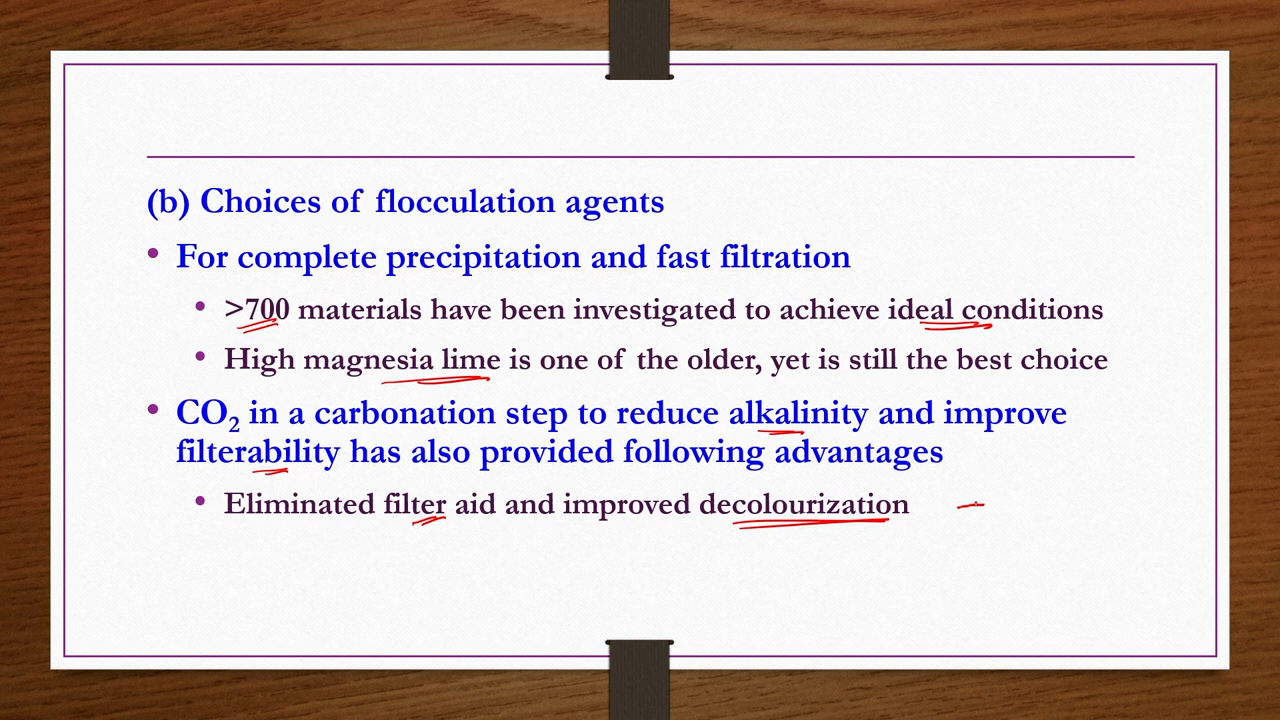 (b) Choices of flocculation agents
• For complete precipitation and fast filtration
• >700 materials have been investigated to achieve ideal conditions
• High magnesia lime is one of the older, yet is still the best choice
• CO₂ in a carbonation step to reduce alkalinity and improve
filterability has also provided following advantages
• Eliminated filter aid and improved decolourization